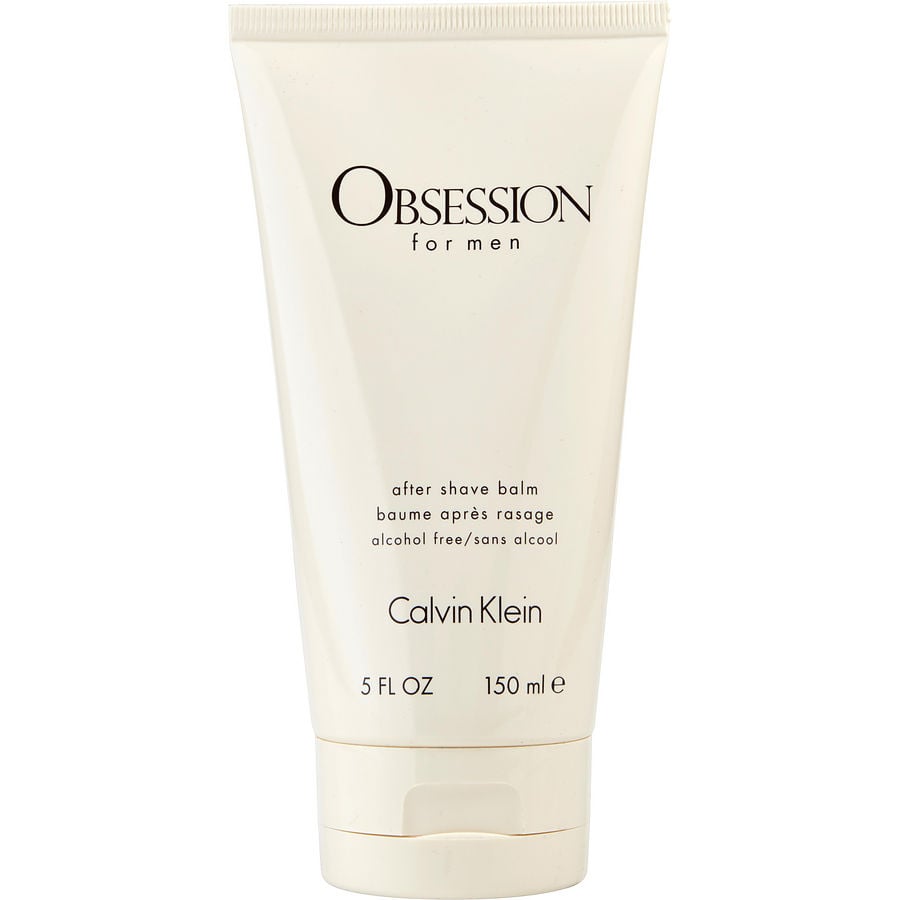 OBSESSION
for men
after shave balm
baume après rasage
alcohol free/sans alcool
Calvin Klein
5 FL OZ 150 ml ℮